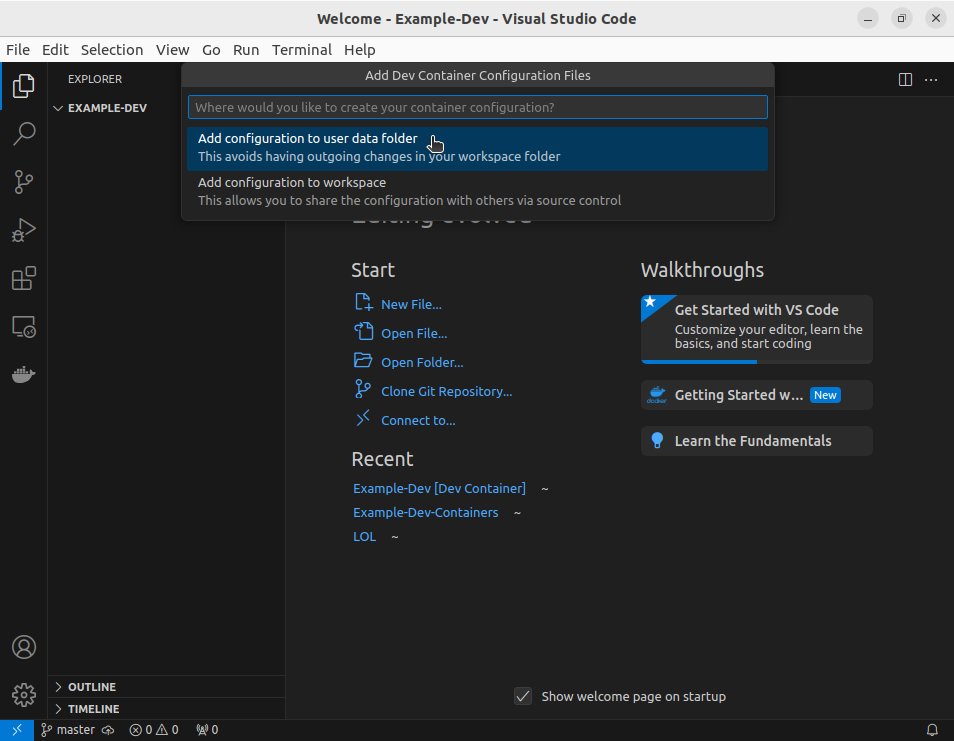 Welcome - Example-Dev - Visual Studio Code
File Edit Selection View Go Run Terminal Help
EXPLORER
EXAMPLE-DEV
Add Dev Container Configuration Files
Where would you like to create your container configuration?
Add configuration to user data folder
This avoids having outgoing changes in your workspace folder
Add configuration to workspace
This allows you to share the configuration with others via source control
Editing evolved
Start
New File...
Open File...
Open Folder...
Clone Git Repository...
Connect to...
Recent
Example-Dev [Dev Container] ~
Example-Dev-Containers ~
LOL ~
Walkthroughs
Get Started with VS Code
Customize your editor, learn the
basics, and start coding
Getting Started w... New
Learn the Fundamentals
OUTLINE
TIMELINE
Show welcome page on startup
master 0 0 0